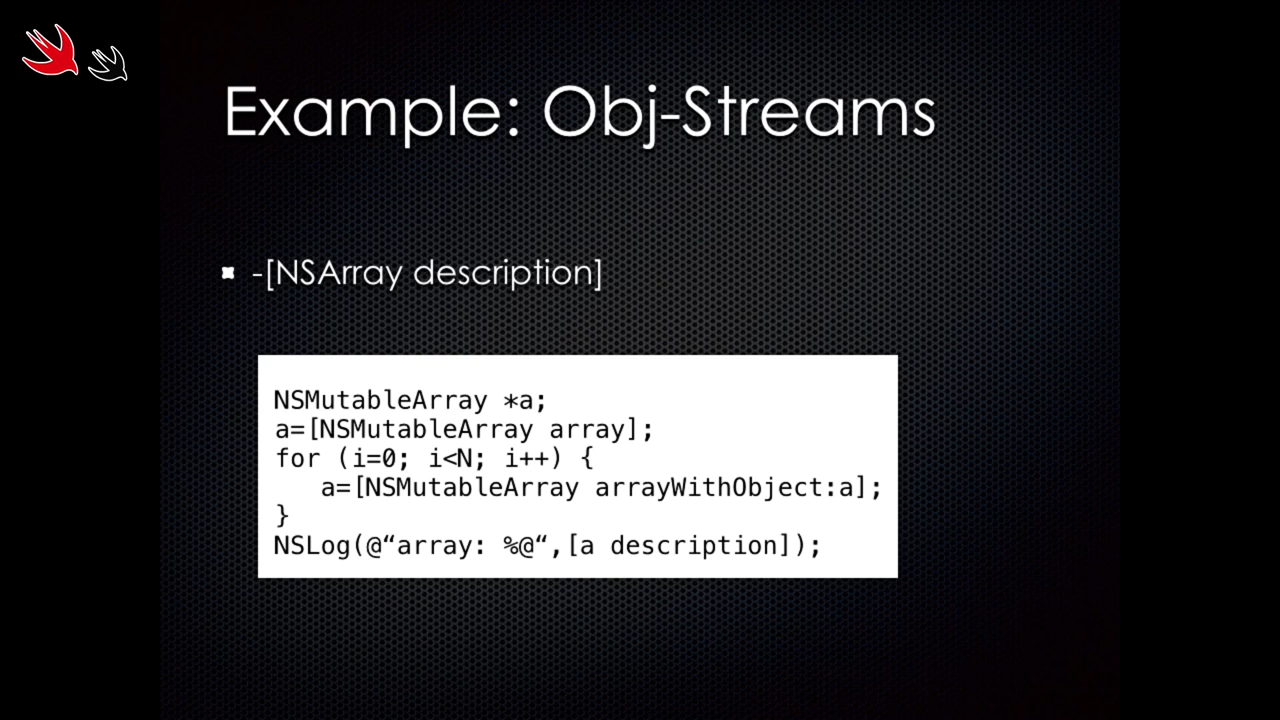 Example: Obj-Streams
-[NSArray description]
NSMutableArray *a;
a=[NSMutableArray array];
for (i=0; i<N; i++) {
   a=[NSMutableArray arrayWithObject:a];
}
NSLog(@“array: %@“,[a description]);